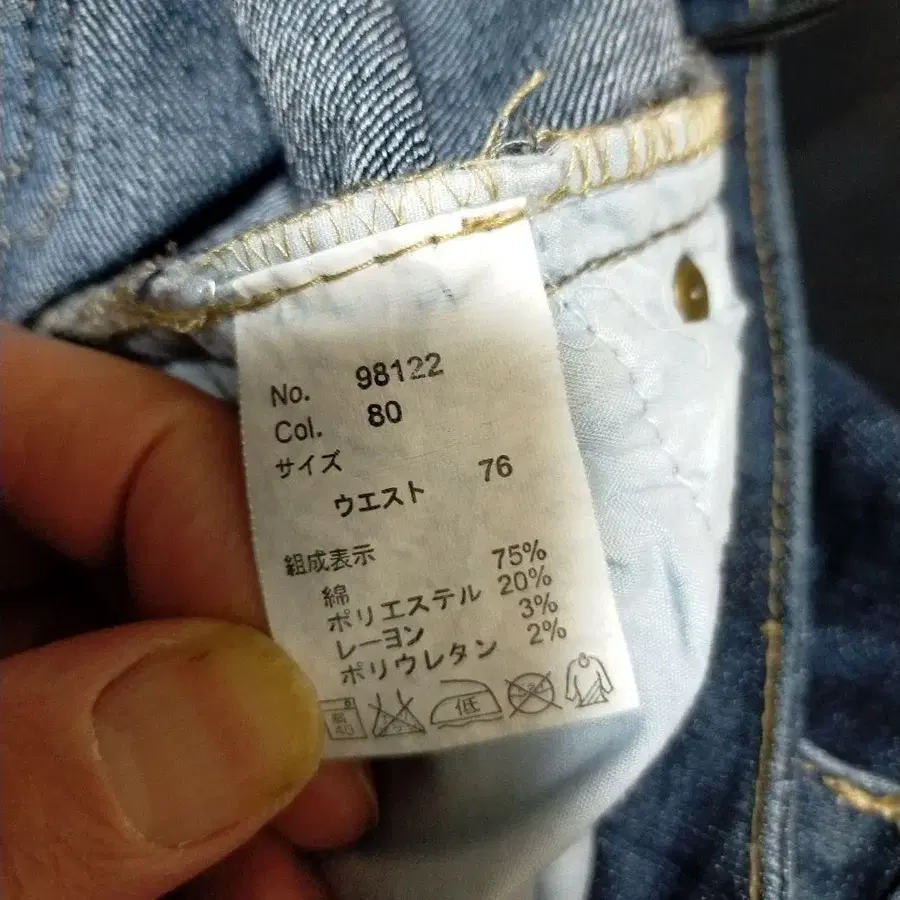 No. 98122
Col. 80
サイズ
ウエスト 76
組成表示
綿 75%
ポリエステル 20%
レーヨン 3%
ポリウレタン 2%
低